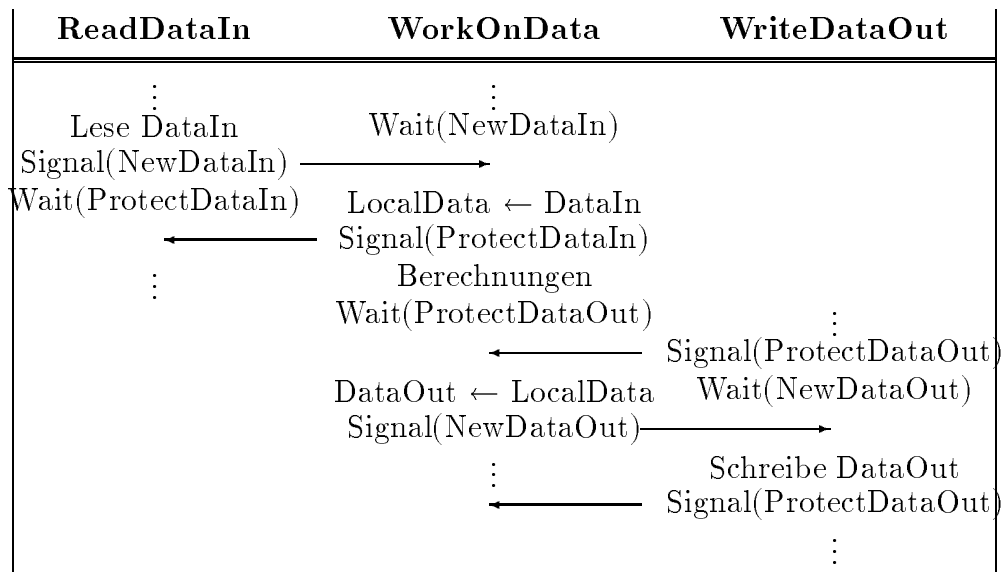 ReadDataIn WorkOnData WriteDataOut
Lese DataIn Wait(NewDataIn)
Signal(NewDataIn)
Wait(ProtectDataIn) LocalData ← DataIn
Signal(ProtectDataIn)
Berechnungen
Wait(ProtectDataOut)
Signal(ProtectDataOut)
DataOut ← LocalData Wait(NewDataOut)
Signal(NewDataOut)
Schreibe DataOut
Signal(ProtectDataOut)